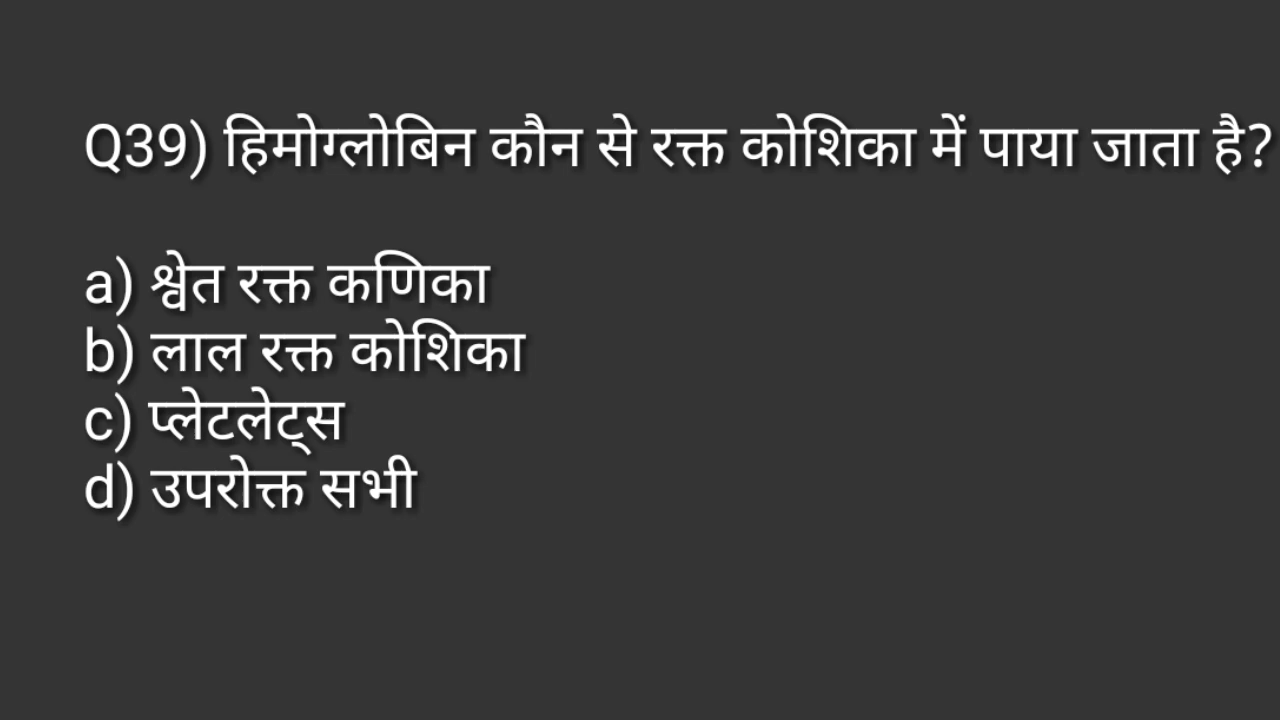 Q39) हिमोग्लोबिन कौन से रक्त कोशिका में पाया जाता है?
a) श्वेत रक्त कणिका
b) लाल रक्त कोशिका
c) प्लेटलेट्स
d) उपरोक्त सभी